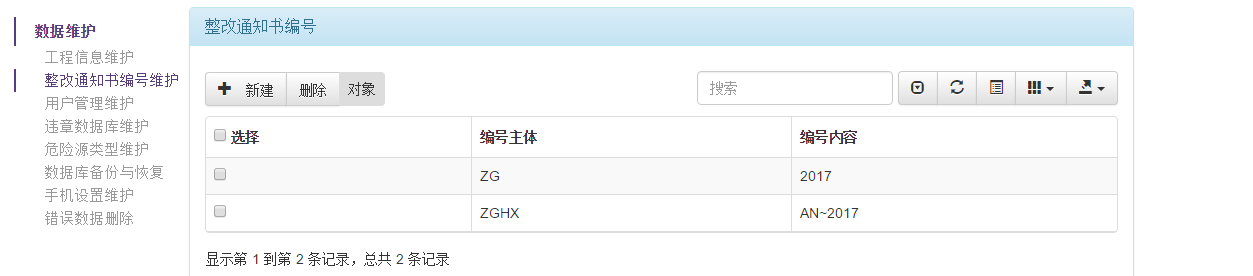 数据维护
工程信息维护
整改通知书编号维护
用户管理维护
违章数据库维护
危险源类型维护
数据库备份与恢复
手机设置维护
错误数据删除
整改通知书编号
新建 删除 对象 搜索
选择 编号主体 编号内容
ZG 2017
ZGHX AN~2017
显示第 1 到第 2 条记录，总共 2 条记录